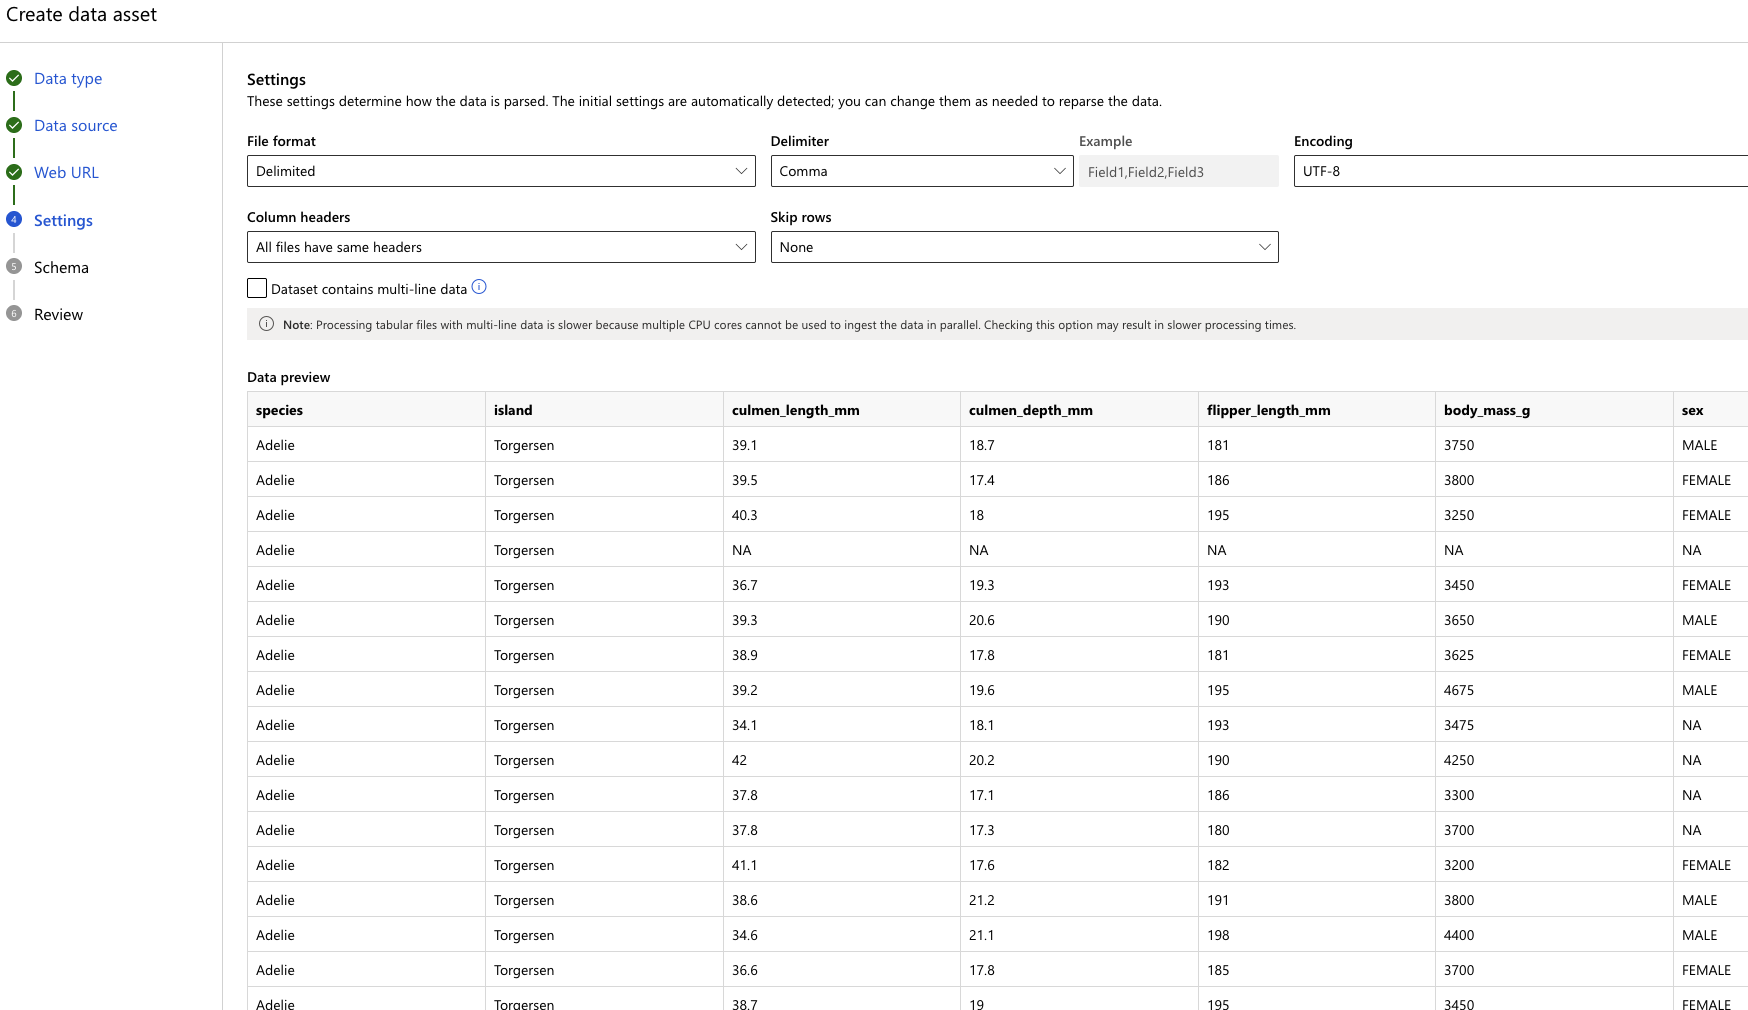 Create data asset
Data type
Data source
Web URL
4 Settings
5 Schema
6 Review
Settings
These settings determine how the data is parsed. The initial settings are automatically detected; you can change them as needed to reparse the data.
File format Delimiter Example Encoding
Delimited Comma Field1,Field2,Field3 UTF-8
Column headers Skip rows
All files have same headers None
Dataset contains multi-line data
Note: Processing tabular files with multi-line data is slower because multiple CPU cores cannot be used to ingest the data in parallel. Checking this option may result in slower processing times.
Data preview
species island culmen_length_mm culmen_depth_mm flipper_length_mm body_mass_g sex
Adelie Torgersen 39.1 18.7 181 3750 MALE
Adelie Torgersen 39.5 17.4 186 3800 FEMALE
Adelie Torgersen 40.3 18 195 3250 FEMALE
Adelie Torgersen NA NA NA NA NA
Adelie Torgersen 36.7 19.3 193 3450 FEMALE
Adelie Torgersen 39.3 20.6 190 3650 MALE
Adelie Torgersen 38.9 17.8 181 3625 FEMALE
Adelie Torgersen 39.2 19.6 195 4675 MALE
Adelie Torgersen 34.1 18.1 193 3475 NA
Adelie Torgersen 42 20.2 190 4250 NA
Adelie Torgersen 37.8 17.1 186 3300 NA
Adelie Torgersen 37.8 17.3 180 3700 NA
Adelie Torgersen 41.1 17.6 182 3200 FEMALE
Adelie Torgersen 38.6 21.2 191 3800 MALE
Adelie Torgersen 34.6 21.1 198 4400 MALE
Adelie Torgersen 36.6 17.8 185 3700 FEMALE
Adelie Torgersen 38.7 19 195 3450 FEMALE